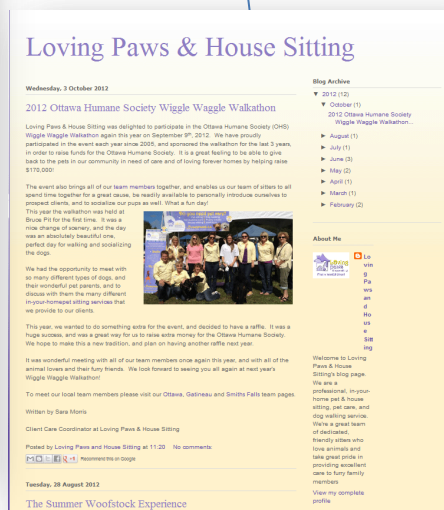 Loving Paws & House Sitting
Wednesday, 3 October 2012
2012 Ottawa Humane Society Wiggle Waggle Walkathon
Loving Paws & House Sitting was delighted to participate in the Ottawa Humane Society (OHS)
Wiggle Waggle Walkathon again this year on September 9th, 2012.  We have proudly
participated in the event each year since 2005, and sponsored the walkathon for the last 3 years,
in order to raise funds for the Ottawa Humane Society.  It is a great feeling to be able to give
back to the pets in our community in need of care and of loving forever homes by helping raise
$170,000!
The event also brings all of our team members together, and enables us our team of sitters to all
spend time together for a great cause, be readily available to personally introduce ourselves to
prospect clients, and to socialize our pups as well.  What a fun day!
This year the walkathon was held at
Bruce Pit for the first time.  It was a
nice change of scenery, and the day
was an absolutely beautiful one,
perfect day for walking and socializing
the dogs.
We had the opportunity to meet with
so many different types of dogs, and
their wonderful pet parents, and to
discuss with them the many different
in-your-homepet sitting services that
we provide to our clients.
This year, we wanted to do something extra for the event, and decided to have a raffle.  It was a
huge success, and was a great way for us to raise extra money for the Ottawa Humane Society.
We hope to make this a new tradition, and plan on having another raffle next year.
It was wonderful meeting with all of our team members once again this year, and with all of the
animal lovers and their furry friends.  We look forward to seeing you all again at next year's
Wiggle Waggle Walkathon!
To meet our local team members please visit our Ottawa, Gatineau and Smiths Falls team pages.
Written by Sara Morris
Client Care Coordinator at Loving Paws & House Sitting
Posted by Loving Paws and House Sitting at 11:20    No comments:
Recommend this on Google
Tuesday, 28 August 2012
The Summer Woofstock Experience
Blog Archive
▼ 2012 (12)
▼ October (1)
2012 Ottawa Humane Society
Wiggle Waggle Walkathon...
► August (1)
► July (1)
► June (3)
► May (2)
► April (1)
► March (1)
► February (2)
About Me
Lo
vin
g
Pa
ws
an
d
Ho
us
e
Sitt
ing
Welcome to Loving
Paws & House
Sitting's blog page.
We are a
professional, in-your-
home pet & house
sitting, pet care, and
dog walking service.
We're a great team
of dedicated,
friendly sitters who
love animals and
take great pride in
providing excellent
care to furry family
members
View my complete
profile